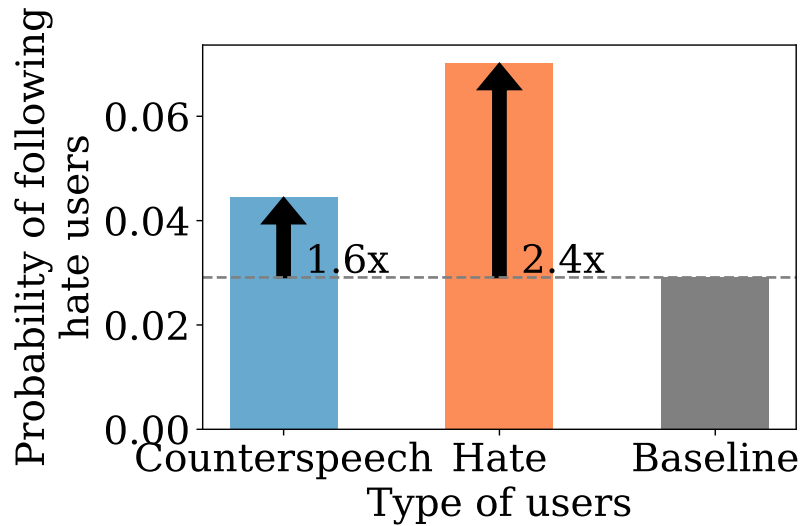 Probability of following
hate users
0.06
0.04
0.02
0.00
1.6x
2.4x
Counterspeech
Hate
Baseline
Type of users